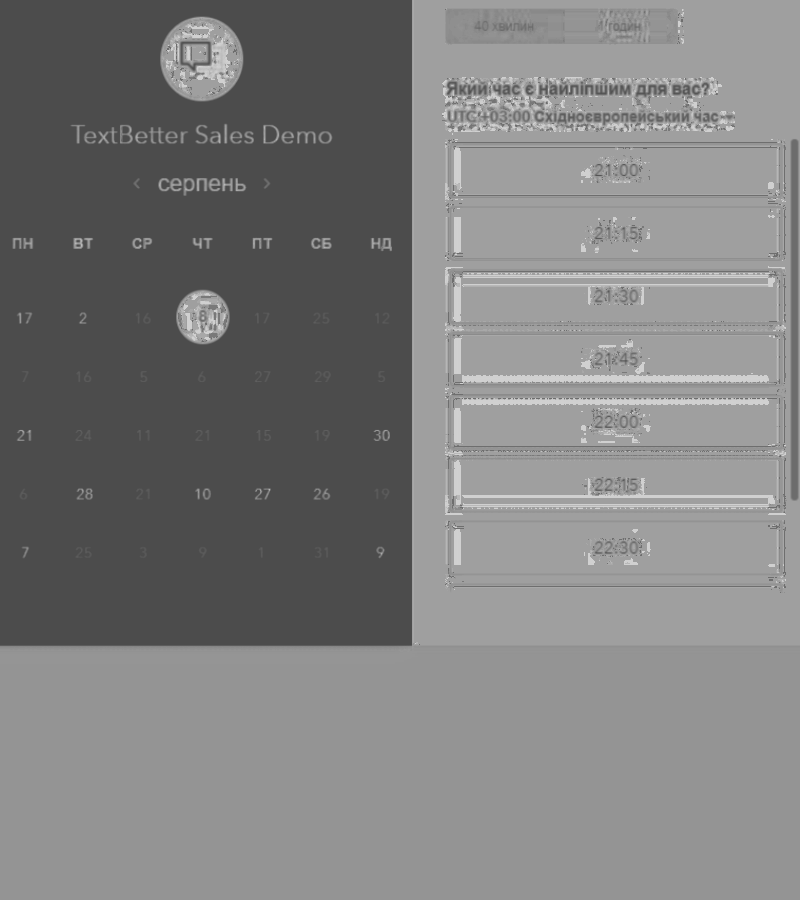 TextBetter Sales Demo
< серпень >
ПН ВТ СР ЧТ ПТ СБ НД
17 2 16 8 17 25 12
7 16 5 6 27 29 5
21 24 11 21 15 19 30
6 28 21 10 27 26 19
7 25 3 9 1 31 9
40 хвилин 1 годин
Який час є найліпшим для вас?
UTC +03:00 Східноєвропейський час
21:00
21:15
21:30
21:45
22:00
22:15
22:30